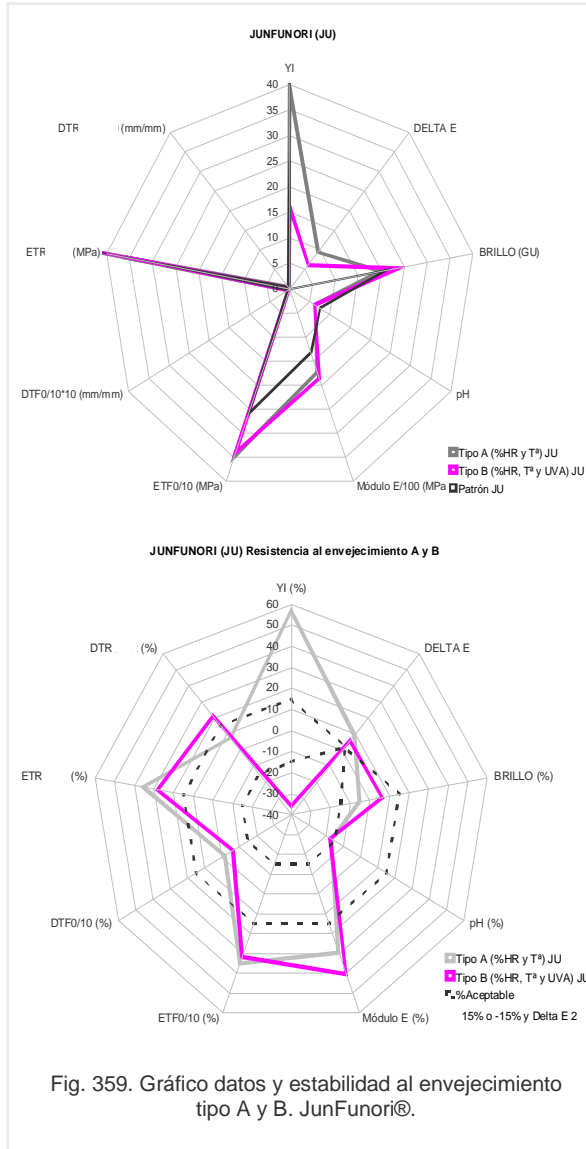 JUNFUNORI (JU)
YI
40
35
30
25
20
15
10
5
0
DELTA E
BRILLO (GU)
pH
Módulo E/100 (MPa
ETF0/10 (MPa)
DTF0/10*10 (mm/mm)
ETR (MPa)
DTR (mm/mm)
Tipo A (%HR y Tª) JU
Tipo B (%HR, Tª y UVA) JU
Patrón JU
JUNFUNORI (JU) Resistencia al envejecimiento A y B
YI (%)
60
50
40
30
20
10
0
-10
-20
-30
-40
DELTA E
BRILLO (%)
pH (%)
Módulo E (%)
ETF0/10 (%)
DTF0/10 (%)
ETR (%)
DTR (%)
Tipo A (%HR y Tª) JU
Tipo B (%HR, Tª y UVA) JU
%Aceptable
15% o -15% y Delta E 2
Fig. 359. Gráfico datos y estabilidad al envejecimiento
tipo A y B. JunFunori®.